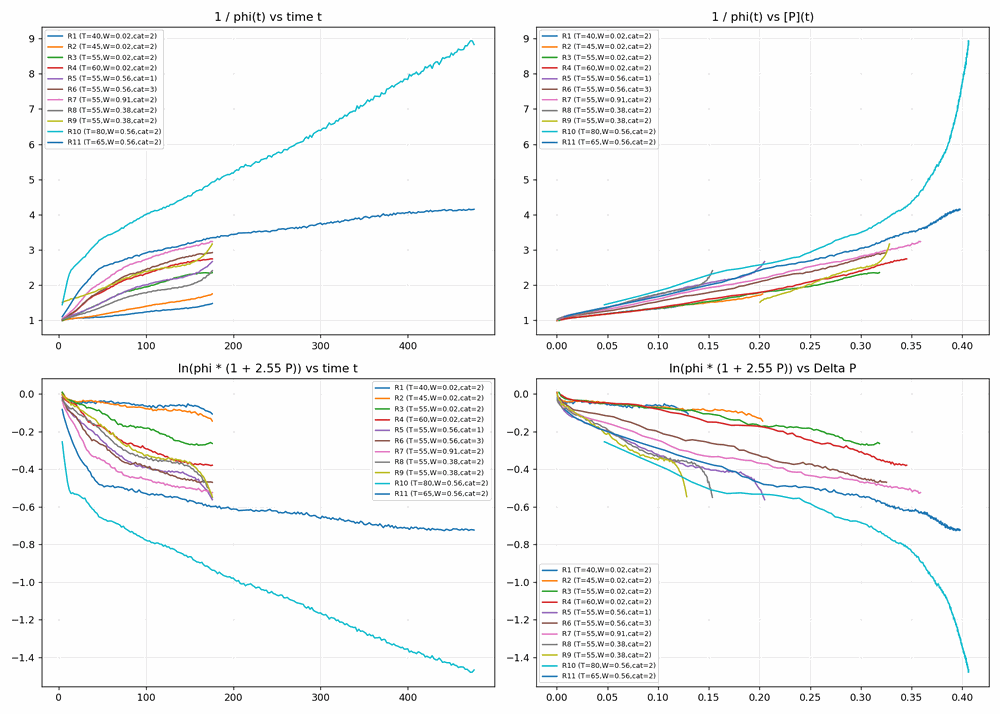 1 / phi(t) vs time t
9
8
7
6
5
4
3
2
1
0
100
200
300
400
R1 (T=40,W=0.02,cat=2)
R2 (T=45,W=0.02,cat=2)
R3 (T=55,W=0.02,cat=2)
R4 (T=60,W=0.02,cat=2)
R5 (T=55,W=0.56,cat=1)
R6 (T=55,W=0.56,cat=3)
R7 (T=55,W=0.91,cat=2)
R8 (T=55,W=0.38,cat=2)
R9 (T=55,W=0.38,cat=2)
R10 (T=80,W=0.56,cat=2)
R11 (T=65,W=0.56,cat=2)
1 / phi(t) vs [P](t)
9
8
7
6
5
4
3
2
1
0.00
0.05
0.10
0.15
0.20
0.25
0.30
0.35
0.40
R1 (T=40,W=0.02,cat=2)
R2 (T=45,W=0.02,cat=2)
R3 (T=55,W=0.02,cat=2)
R4 (T=60,W=0.02,cat=2)
R5 (T=55,W=0.56,cat=1)
R6 (T=55,W=0.56,cat=3)
R7 (T=55,W=0.91,cat=2)
R8 (T=55,W=0.38,cat=2)
R9 (T=55,W=0.38,cat=2)
R10 (T=80,W=0.56,cat=2)
R11 (T=65,W=0.56,cat=2)
ln(phi * (1 + 2.55 P)) vs time t
0.0
−0.2
−0.4
−0.6
−0.8
−1.0
−1.2
−1.4
0
100
200
300
400
R1 (T=40,W=0.02,cat=2)
R2 (T=45,W=0.02,cat=2)
R3 (T=55,W=0.02,cat=2)
R4 (T=60,W=0.02,cat=2)
R5 (T=55,W=0.56,cat=1)
R6 (T=55,W=0.56,cat=3)
R7 (T=55,W=0.91,cat=2)
R8 (T=55,W=0.38,cat=2)
R9 (T=55,W=0.38,cat=2)
R10 (T=80,W=0.56,cat=2)
R11 (T=65,W=0.56,cat=2)
ln(phi * (1 + 2.55 P)) vs Delta P
0.0
−0.2
−0.4
−0.6
−0.8
−1.0
−1.2
−1.4
0.00
0.05
0.10
0.15
0.20
0.25
0.30
0.35
0.40
R1 (T=40,W=0.02,cat=2)
R2 (T=45,W=0.02,cat=2)
R3 (T=55,W=0.02,cat=2)
R4 (T=60,W=0.02,cat=2)
R5 (T=55,W=0.56,cat=1)
R6 (T=55,W=0.56,cat=3)
R7 (T=55,W=0.91,cat=2)
R8 (T=55,W=0.38,cat=2)
R9 (T=55,W=0.38,cat=2)
R10 (T=80,W=0.56,cat=2)
R11 (T=65,W=0.56,cat=2)